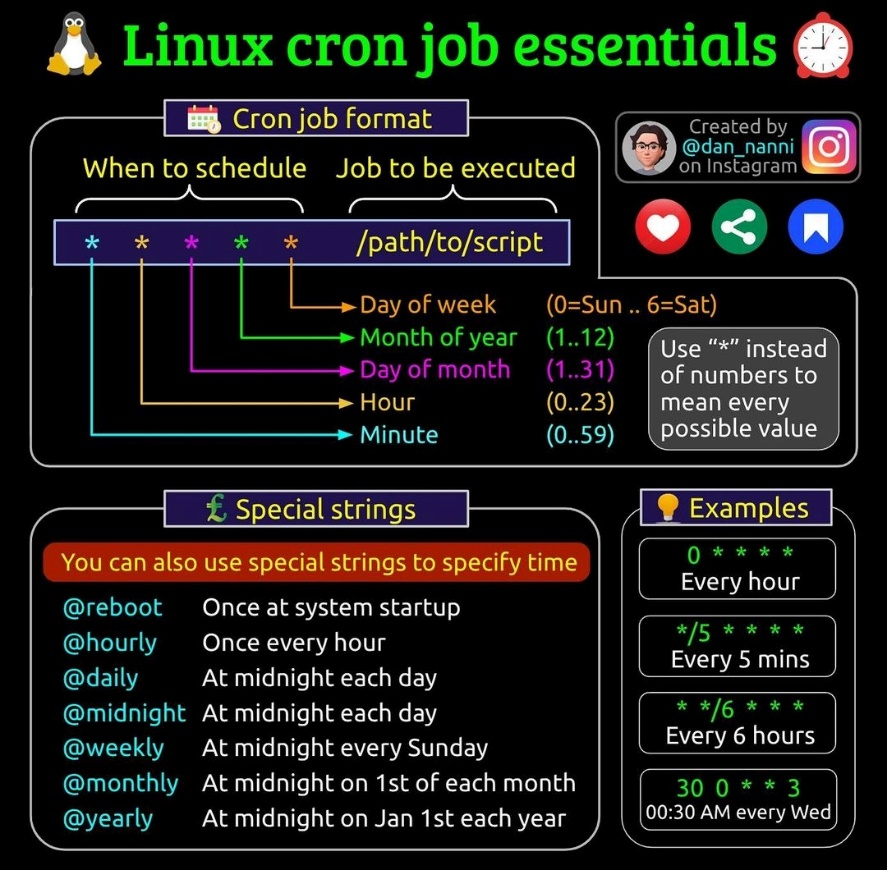 Linux cron job essentials
Cron job format
Created by
@dan_nanni
on Instagram
When to schedule Job to be executed
* * * * * /path/to/script
Day of week (0=Sun .. 6=Sat)
Month of year (1..12)
Day of month (1..31)
Hour (0..23)
Minute (0..59)
Use “*” instead
of numbers to
mean every
possible value
£ Special strings
You can also use special strings to specify time
@reboot Once at system startup
@hourly Once every hour
@daily At midnight each day
@midnight At midnight each day
@weekly At midnight every Sunday
@monthly At midnight on 1st of each month
@yearly At midnight on Jan 1st each year
Examples
0 * * * *
Every hour
*/5 * * * *
Every 5 mins
* */6 * * *
Every 6 hours
30 0 * * 3
00:30 AM every Wed